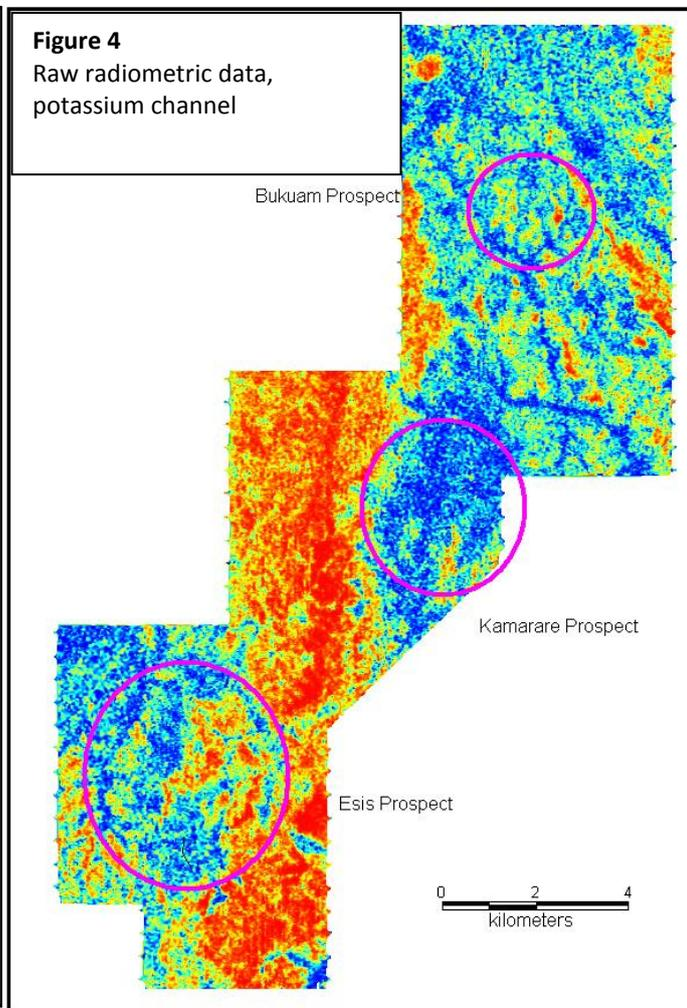 Figure 4
Raw radiometric data,
potassium channel
Bukuam Prospect
Kamarare Prospect
Esis Prospect
0 2 4
kilometers